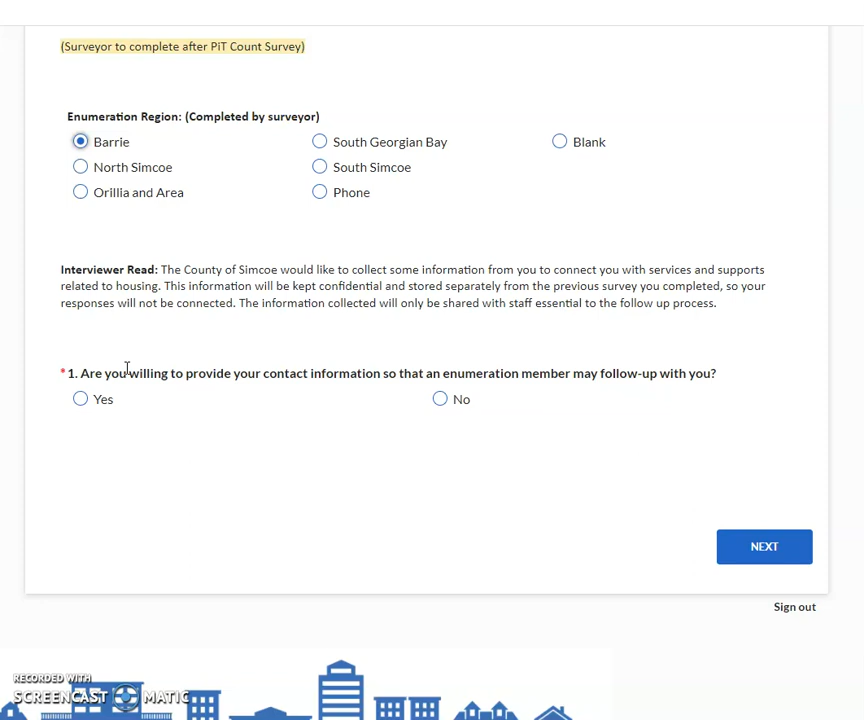 (Surveyor to complete after PiT Count Survey)
Enumeration Region: (Completed by surveyor)
Barrie South Georgian Bay Blank
North Simcoe South Simcoe
Orillia and Area Phone
Interviewer Read: The County of Simcoe would like to collect some information from you to connect you with services and supports
related to housing. This information will be kept confidential and stored separately from the previous survey you completed, so your
responses will not be connected. The information collected will only be shared with staff essential to the follow up process.
* 1. Are you willing to provide your contact information so that an enumeration member may follow-up with you?
Yes No
NEXT
Sign out
RECORDED WITH
SCREENCAST MATIC